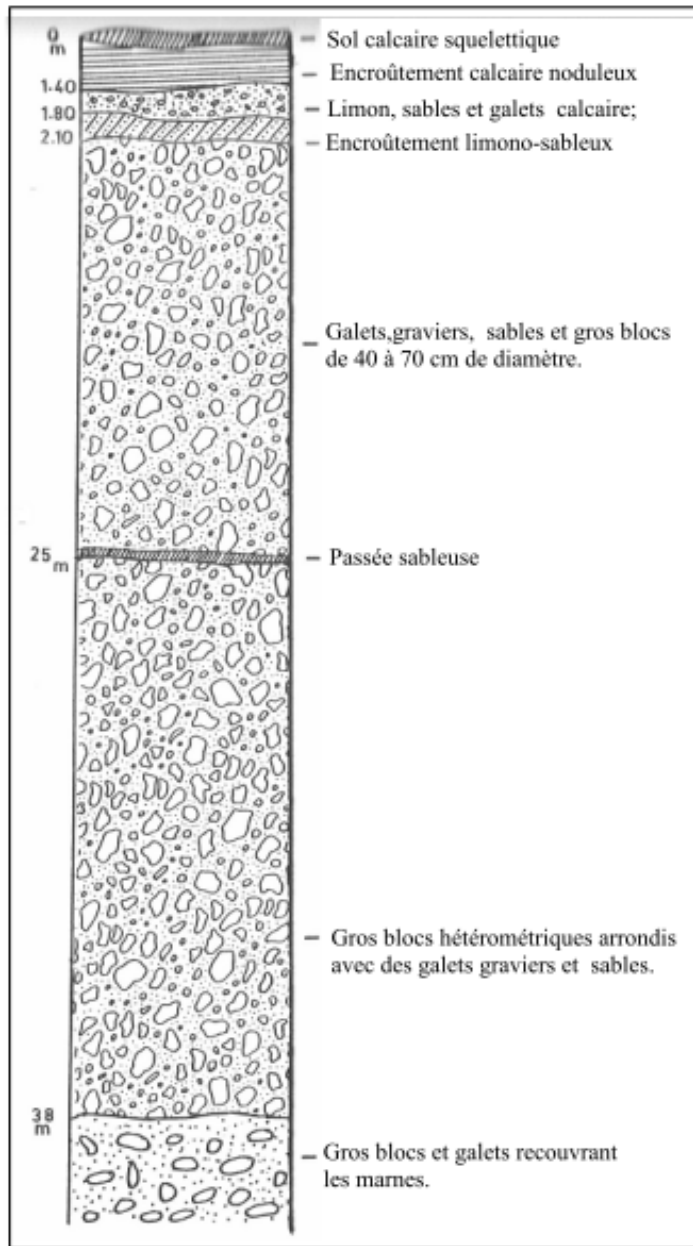 0
m
Sol calcaire squelettique
Encroûtement calcaire noduleux
1.40
Limon, sables et galets calcaire;
1.80
2.10
Encroûtement limono-sableux
Galets,graviers, sables et gros blocs
de 40 à 70 cm de diamètre.
25
m
Passée sableuse
Gros blocs hétérométriques arrondis
avec des galets graviers et sables.
38
m
Gros blocs et galets recouvrant
les marnes.